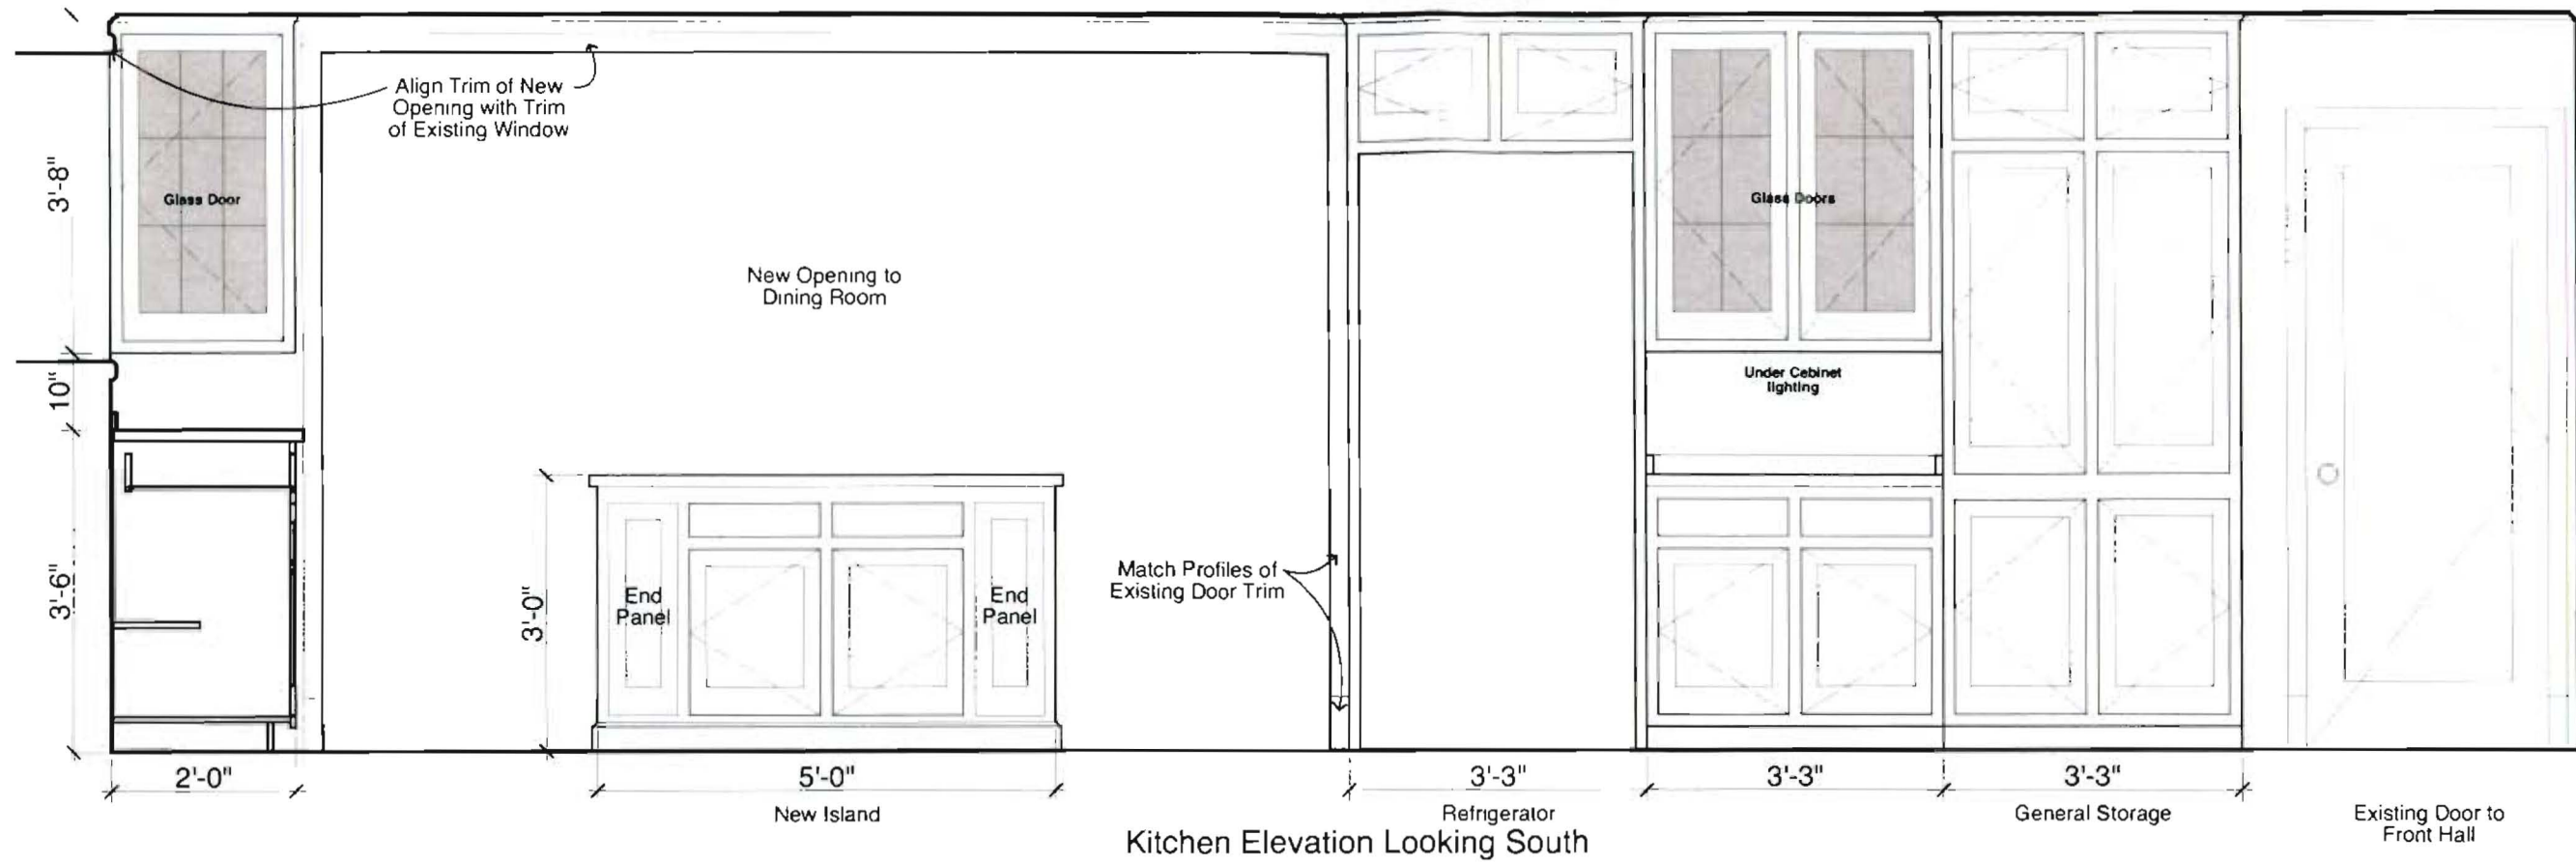 Align Trim of New
Opening with Trim
of Existing Window
3'-8"
Glass Door
Glass Doors
New Opening to
Dining Room
10"
Under Cebinet
lighting
3'-6"
3'-0"
End
Panel
End
Panel
Match Profiles of
Existing Door Trim
2'-0"
5'-0"
3'-3"
3'-3"
3'-3"
New Island
Refrigerator
General Storage
Existing Door to
Front Hall
Kitchen Elevation Looking South